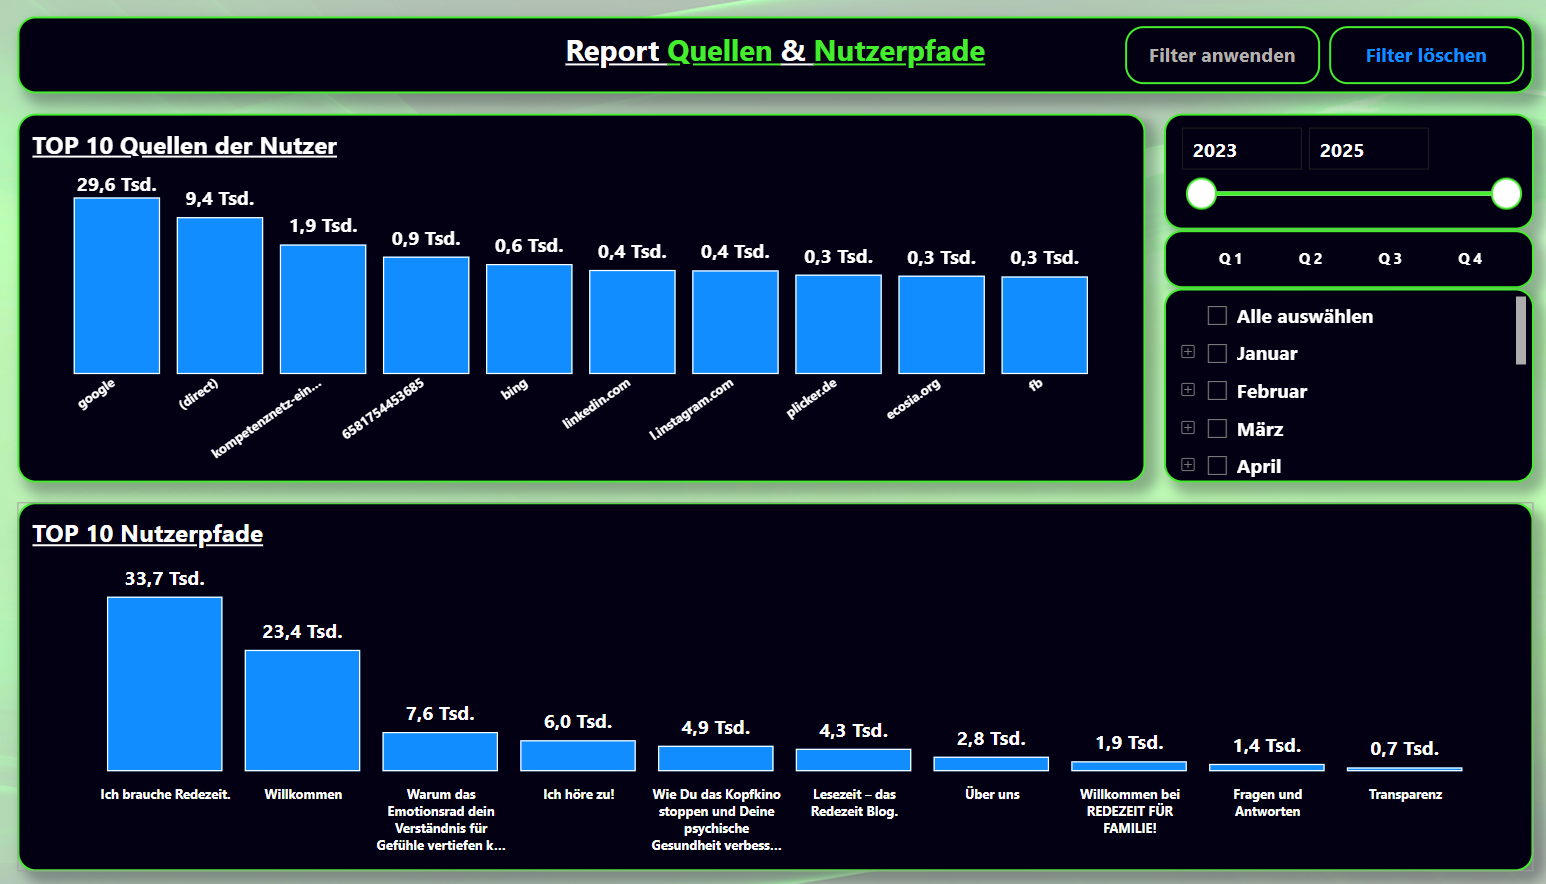 Report Quellen & Nutzerpfade
Filter anwenden
Filter löschen
TOP 10 Quellen der Nutzer
29,6 Tsd.
9,4 Tsd.
1,9 Tsd.
0,9 Tsd.
0,6 Tsd.
0,4 Tsd.
0,4 Tsd.
0,3 Tsd.
0,3 Tsd.
0,3 Tsd.
google
(direct)
kompetenznetz-ein...
6581754453685
bing
linkedin.com
l.instagram.com
plicker.de
ecosia.org
fb
2023
2025
Q 1
Q 2
Q 3
Q 4
Alle auswählen
Januar
Februar
März
April
TOP 10 Nutzerpfade
33,7 Tsd.
23,4 Tsd.
7,6 Tsd.
6,0 Tsd.
4,9 Tsd.
4,3 Tsd.
2,8 Tsd.
1,9 Tsd.
1,4 Tsd.
0,7 Tsd.
Ich brauche Redezeit.
Willkommen
Warum das
Emotionsrad dein
Verständnis für
Gefühle vertiefen k...
Ich höre zu!
Wie Du das Kopfkino
stoppen und Deine
psychische
Gesundheit verbess...
Lesezeit – das
Redezeit Blog.
Über uns
Willkommen bei
REDEZEIT FÜR
FAMILIE!
Fragen und
Antworten
Transparenz